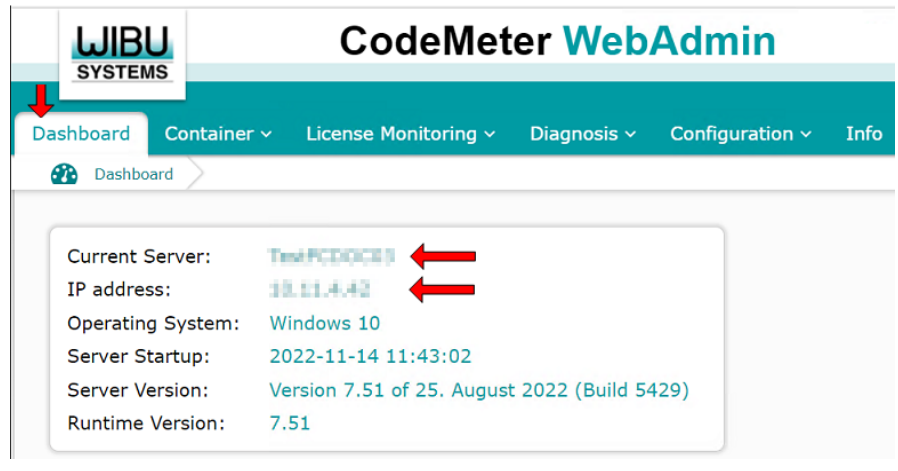 WIBU
SYSTEMS
CodeMeter WebAdmin
Dashboard Container License Monitoring Diagnosis Configuration Info
Dashboard
Current Server:
IP address:
Operating System: Windows 10
Server Startup: 2022-11-14 11:43:02
Server Version: Version 7.51 of 25. August 2022 (Build 5429)
Runtime Version: 7.51